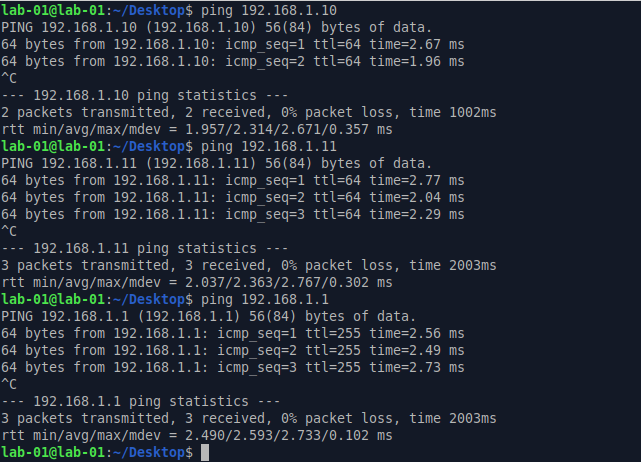 lab-01@lab-01:~/Desktop$ ping 192.168.1.10
PING 192.168.1.10 (192.168.1.10) 56(84) bytes of data.
64 bytes from 192.168.1.10: icmp_seq=1 ttl=64 time=2.67 ms
64 bytes from 192.168.1.10: icmp_seq=2 ttl=64 time=1.96 ms
^C
--- 192.168.1.10 ping statistics ---
2 packets transmitted, 2 received, 0% packet loss, time 1002ms
rtt min/avg/max/mdev = 1.957/2.314/2.671/0.357 ms
lab-01@lab-01:~/Desktop$ ping 192.168.1.11
PING 192.168.1.11 (192.168.1.11) 56(84) bytes of data.
64 bytes from 192.168.1.11: icmp_seq=1 ttl=64 time=2.77 ms
64 bytes from 192.168.1.11: icmp_seq=2 ttl=64 time=2.04 ms
64 bytes from 192.168.1.11: icmp_seq=3 ttl=64 time=2.29 ms
^C
--- 192.168.1.11 ping statistics ---
3 packets transmitted, 3 received, 0% packet loss, time 2003ms
rtt min/avg/max/mdev = 2.037/2.363/2.767/0.302 ms
lab-01@lab-01:~/Desktop$ ping 192.168.1.1
PING 192.168.1.1 (192.168.1.1) 56(84) bytes of data.
64 bytes from 192.168.1.1: icmp_seq=1 ttl=255 time=2.56 ms
64 bytes from 192.168.1.1: icmp_seq=2 ttl=255 time=2.49 ms
64 bytes from 192.168.1.1: icmp_seq=3 ttl=255 time=2.73 ms
^C
--- 192.168.1.1 ping statistics ---
3 packets transmitted, 3 received, 0% packet loss, time 2003ms
rtt min/avg/max/mdev = 2.490/2.593/2.733/0.102 ms
lab-01@lab-01:~/Desktop$